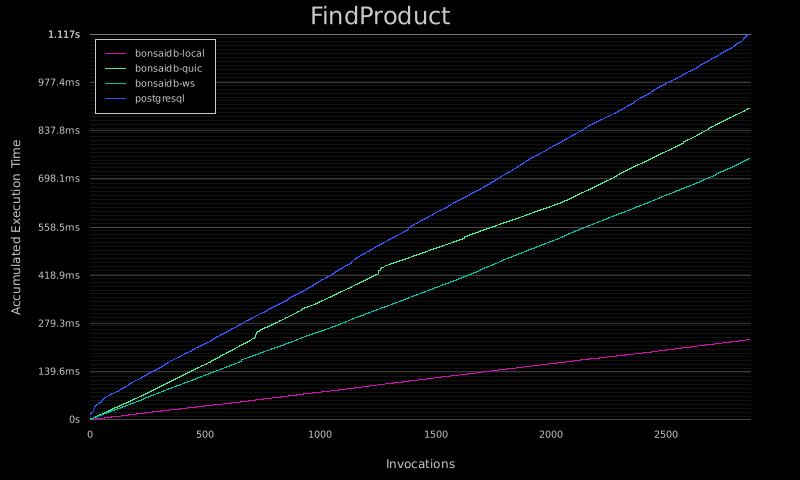 FindProduct
1.117s
977.4ms
837.8ms
698.1ms
558.5ms
418.9ms
279.3ms
139.6ms
0s
bonsaidb-local
bonsaidb-quic
bonsaidb-ws
postgresql
Accumulated Execution Time
0 500 1000 1500 2000 2500
Invocations